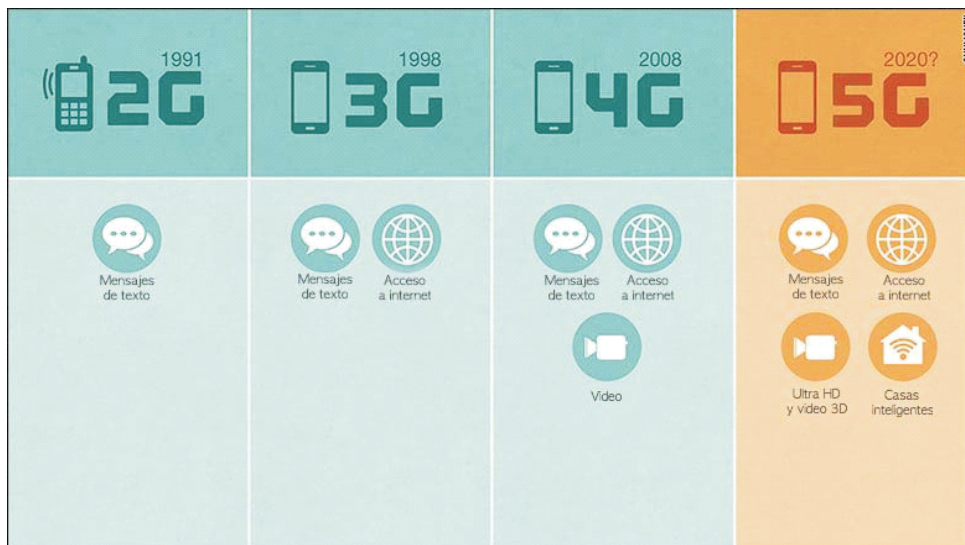 1991
2G
1998
3G
2008
4G
2020?
5G
Mensajes
de texto
Mensajes
de texto
Acceso
a internet
Mensajes
de texto
Acceso
a internet
Video
Mensajes
de texto
Acceso
a internet
Ultra HD
y video 3D
Casas
inteligentes